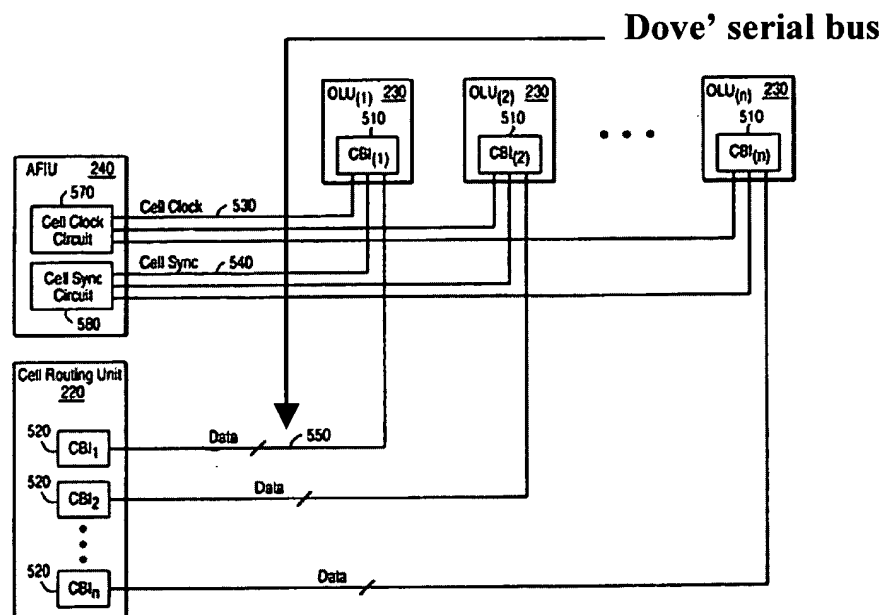 Dove' serial bus
OLU(1) 230
510
CBI(1)
OLU(2) 230
510
CBI(2)
• • •
OLU(n) 230
510
CBI(n)
AFIU 240
570
Cell Clock
Circuit
Cell Clock 530
Cell Sync 540
Cell Sync
Circuit
580
Cell Routing Unit
220
520 CBI1
Data 550
520 CBI2
Data
520 CBIn
Data